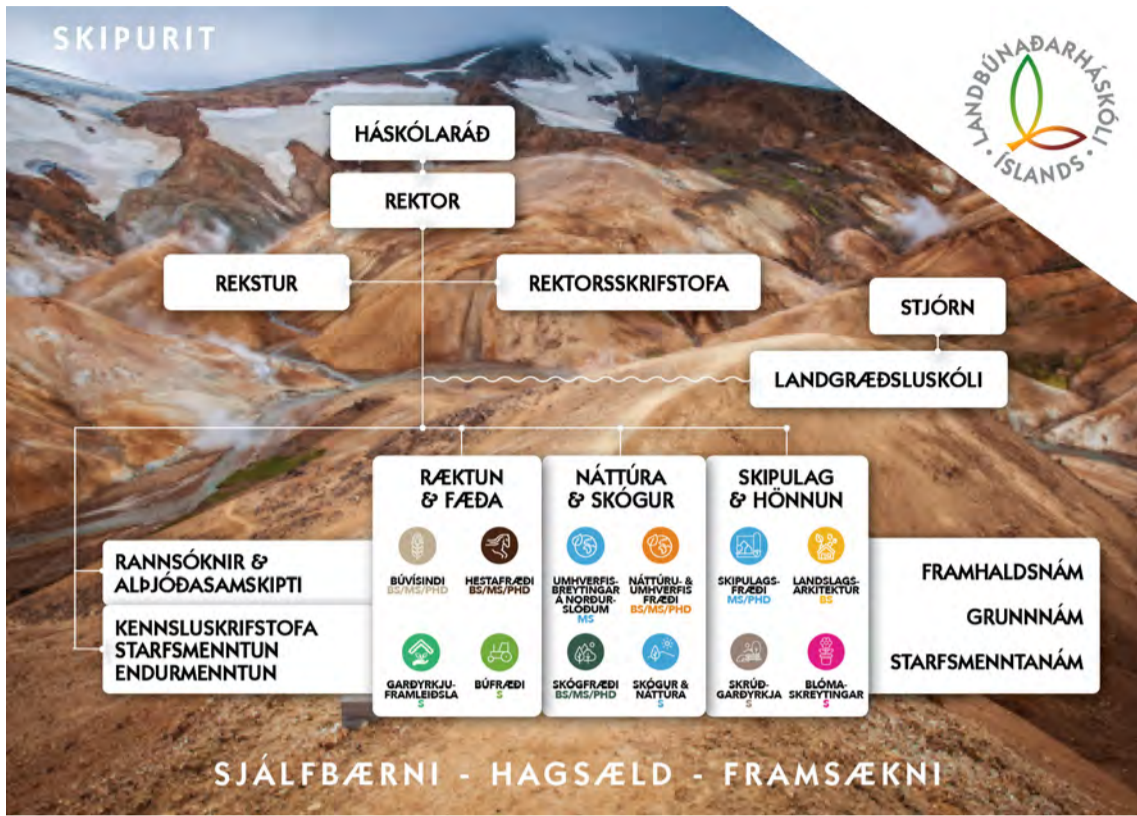 SKIPURIT
LANDBÚNAÐARHÁSKÓLI
ÍSLANDS
HÁSKÓLARÁÐ
REKTOR
REKSTUR
REKTORSSKRIFSTOFA
STJÓRN
LANDGRÆÐSLUSKÓLI
RÆKTUN
& FÆÐA
BÚVÍSINDI
BS/MS/PHD
HESTAFRÆÐI
BS/MS/PHD
GARÐYRKJU-
FRAMLEIÐSLA
S
BÚFRÆÐI
S
NÁTTÚRA
& SKÓGUR
UMHVERFIS-
BREYTINGAR
Á NORÐUR-
SLÓÐUM
MS
NÁTTÚRU- &
UMHVERFIS
FRÆÐI
BS/MS/PHD
SKÓGFRÆÐI
BS/MS/PHD
SKÓGUR &
NÁTTÚRA
S
SKIPULAG
& HÖNNUN
SKIPULAGS-
FRÆÐI
MS/PHD
LANDSLAGS-
ARKITEKTUR
BS
SKRÚÐ-
GARÐYRKJA
S
BLÓMA-
SKREYTINGAR
S
RANNSÓKNIR &
ALÞJÓÐASAMSKIPTI
KENNSLUSKRIFSTOFA
STARFSMENNTUN
ENDURMENNTUN
FRAMHALDSNÁM
GRUNNNÁM
STARFSMENNTANÁM
SJÁLFBÆRNI - HAGSÆLD - FRAMSÆKNI